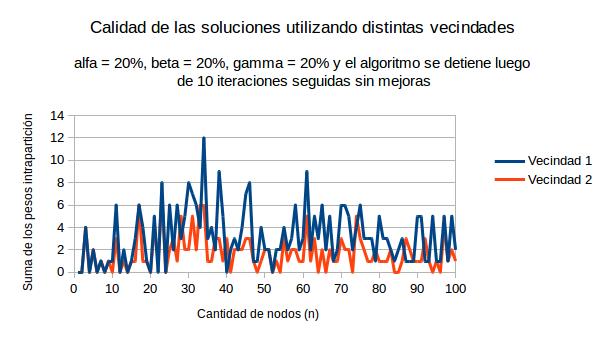 Calidad de las soluciones utilizando distintas vecindades
alfa = 20%, beta = 20%, gamma = 20% y el algoritmo se detiene luego
de 10 iteraciones seguidas sin mejoras
Suma de los pesos intrapartición
14
12
10
8
6
4
2
0
0 10 20 30 40 50 60 70 80 90 100
Cantidad de nodos (n)
Vecindad 1
Vecindad 2